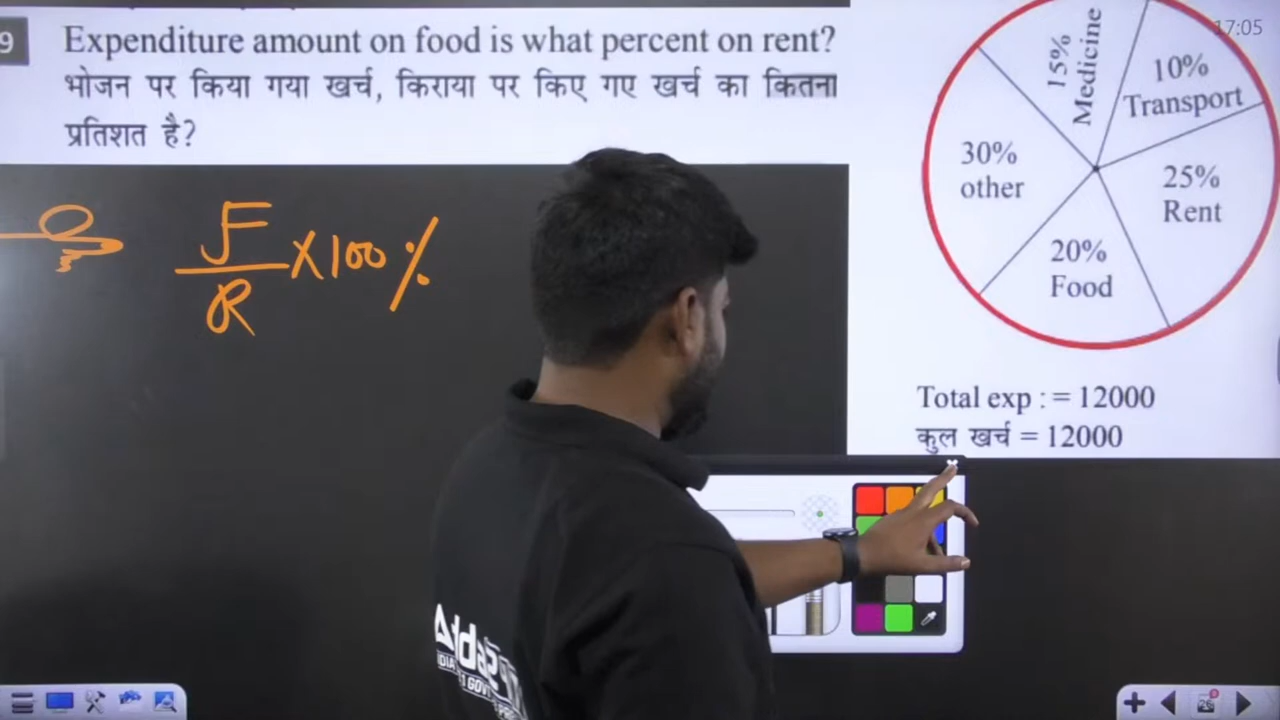 9
Expenditure amount on food is what percent on rent?
भोजन पर किया गया खर्च, किराया पर किए गए खर्च का कितना
प्रतिशत है?
F
R
×100%
17:05
15%
Medicine
10%
Transport
30%
other
25%
Rent
20%
Food
Total exp : = 12000
कुल खर्च = 12000